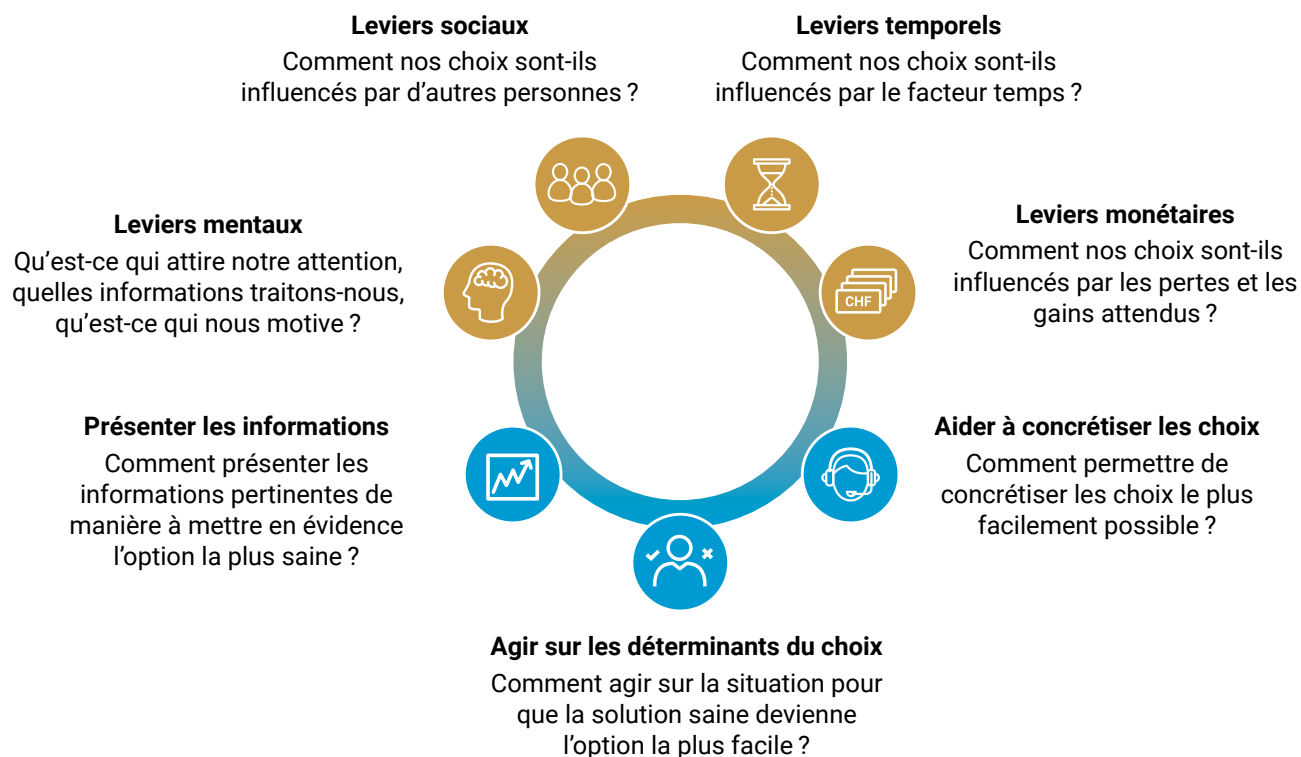 Leviers sociaux
Comment nos choix sont-ils
influencés par d'autres personnes ?
Leviers temporels
Comment nos choix sont-ils
influencés par le facteur temps ?
Leviers mentaux
Qu’est-ce qui attire notre attention,
quelles informations traitons-nous,
qu’est-ce qui nous motive ?
Leviers monétaires
Comment nos choix sont-ils
influencés par les pertes et les
gains attendus ?
CHF
Présenter les informations
Comment présenter les
informations pertinentes de
manière à mettre en évidence
l’option la plus saine ?
Aider à concrétiser les choix
Comment permettre de
concrétiser les choix le plus
facilement possible ?
Agir sur les déterminants du choix
Comment agir sur la situation pour
que la solution saine devienne
l’option la plus facile ?